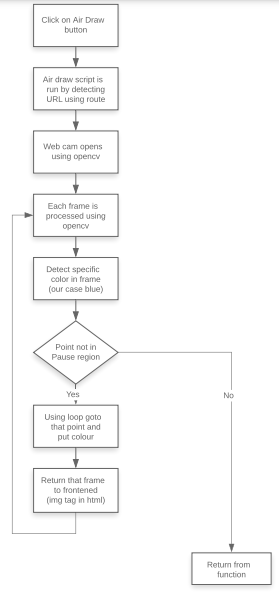 Click on Air Draw
button
Air draw script is
run by detecting
URL using route
Web cam opens
using opencv
Each frame is
processed using
opencv
Detect specific
color in frame
(our case blue)
Point not in
Pause region
Yes
No
Using loop goto
that point and
put colour
Return that frame
to frontened
(img tag in html)
Return from
function